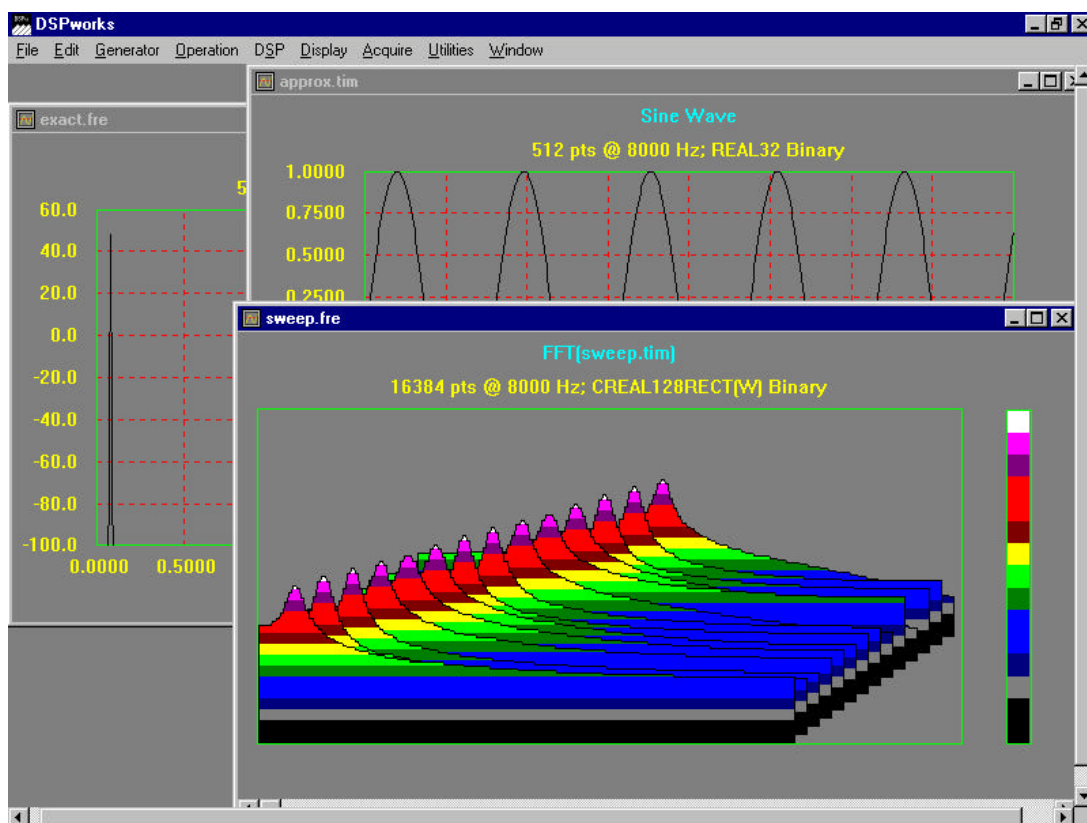 DSPworks
File Edit Generator Operation DSP Display Acquire Utilities Window
approx.tim
Sine Wave
512 pts @ 8000 Hz; REAL32 Binary
1.0000
0.7500
0.5000
0.2500
exact.fre
5
60.0
40.0
20.0
0.0
-20.0
-40.0
-60.0
-80.0
-100.0
0.0000 0.5000
sweep.fre
FFT(sweep.tim)
16384 pts @ 8000 Hz; CREAL128RECT(W) Binary